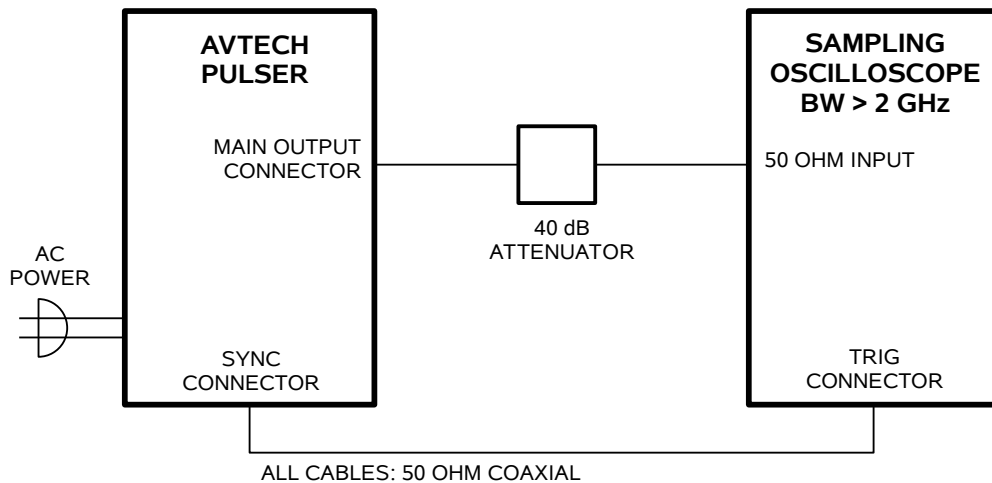 AVTECH
PULSER
MAIN OUTPUT
CONNECTOR
SYNC
CONNECTOR
AC
POWER
40 dB
ATTENUATOR
SAMPLING
OSCILLOSCOPE
BW > 2 GHz
50 OHM INPUT
TRIG
CONNECTOR
ALL CABLES: 50 OHM COAXIAL